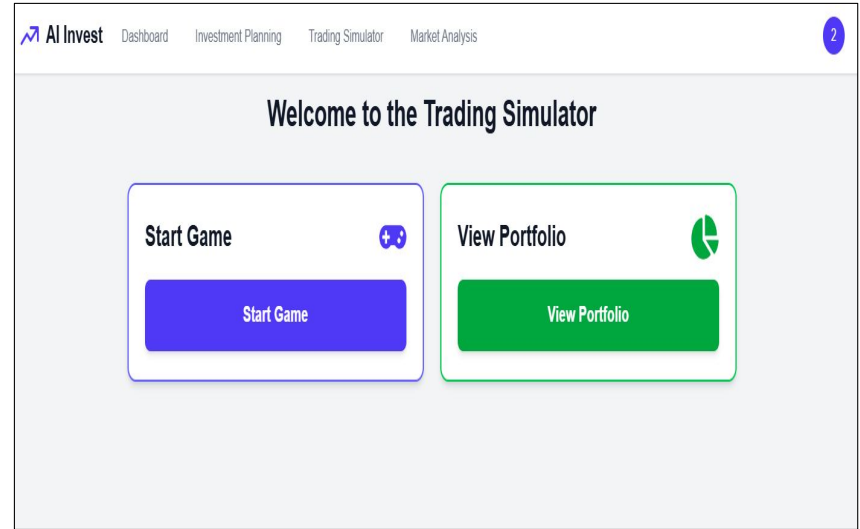 AI Invest Dashboard Investment Planning Trading Simulator Market Analysis 2
Welcome to the Trading Simulator
Start Game
Start Game
View Portfolio
View Portfolio